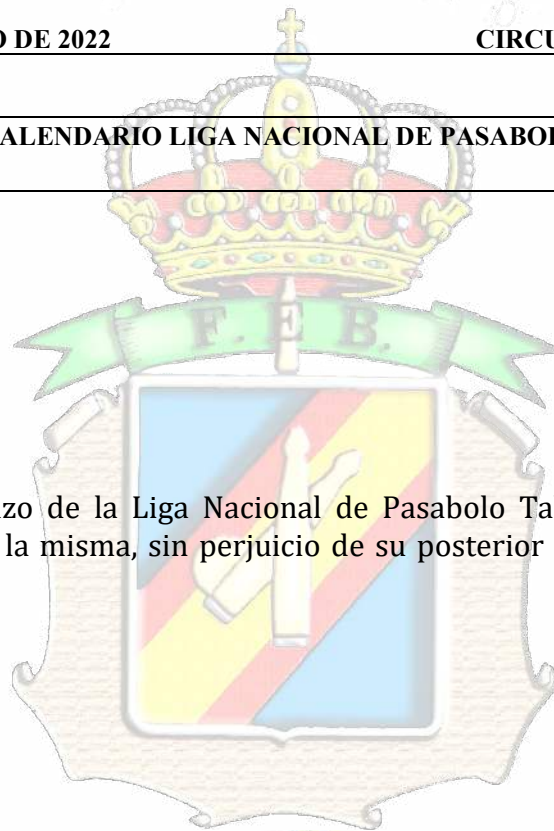 O DE 2022 CIRCU
ALENDARIO LIGA NACIONAL DE PASABO
F. E B.
zo de la Liga Nacional de Pasabolo Ta
la misma, sin perjuicio de su posterior